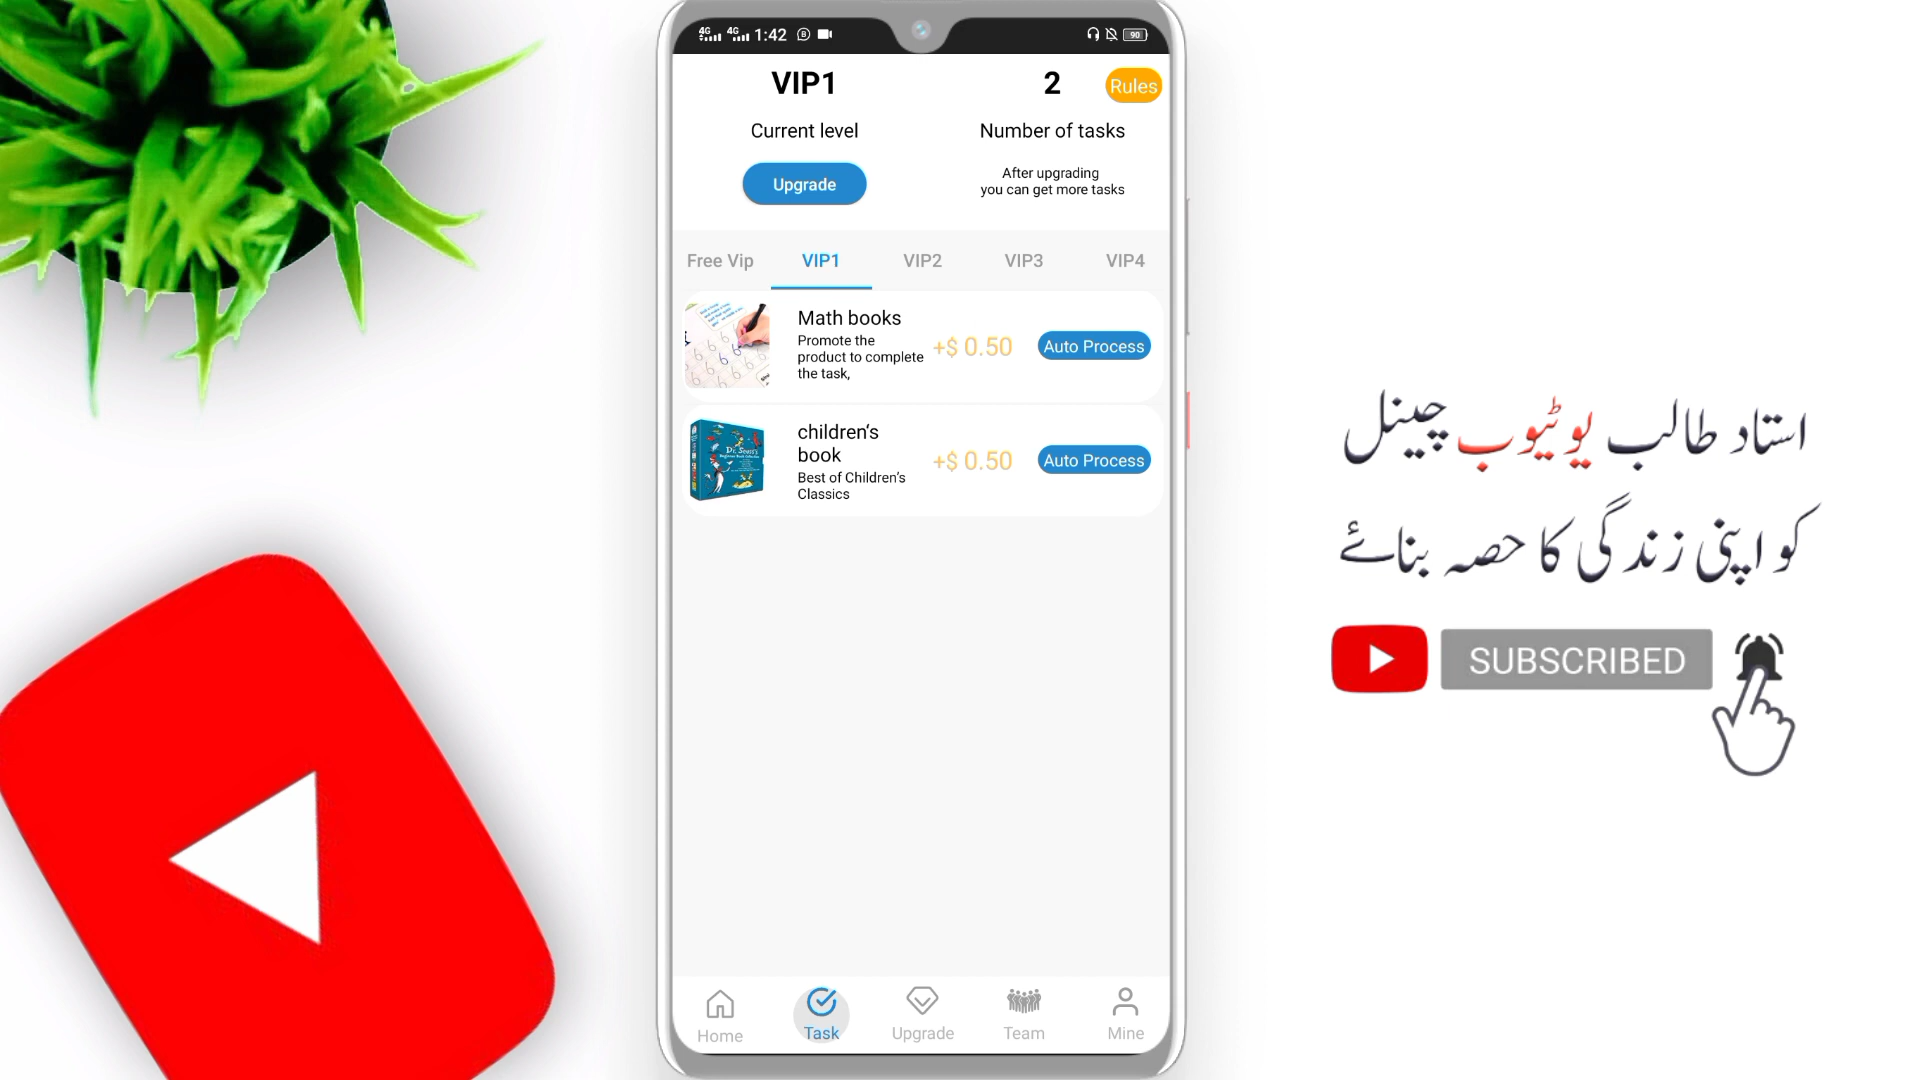 4G 4G 1:42
90
VIP1
2
Rules
Current level
Number of tasks
Upgrade
After upgrading
you can get more tasks
Free Vip VIP1 VIP2 VIP3 VIP4
Math books
Promote the
product to complete
the task,
+$ 0.50
Auto Process
children's
book
Best of Children's
Classics
+$ 0.50
Auto Process
Home Task Upgrade Team Mine
استاد طالب یوٹیوب چینل
کو اپنی زندگی کا حصہ بنائے
SUBSCRIBED